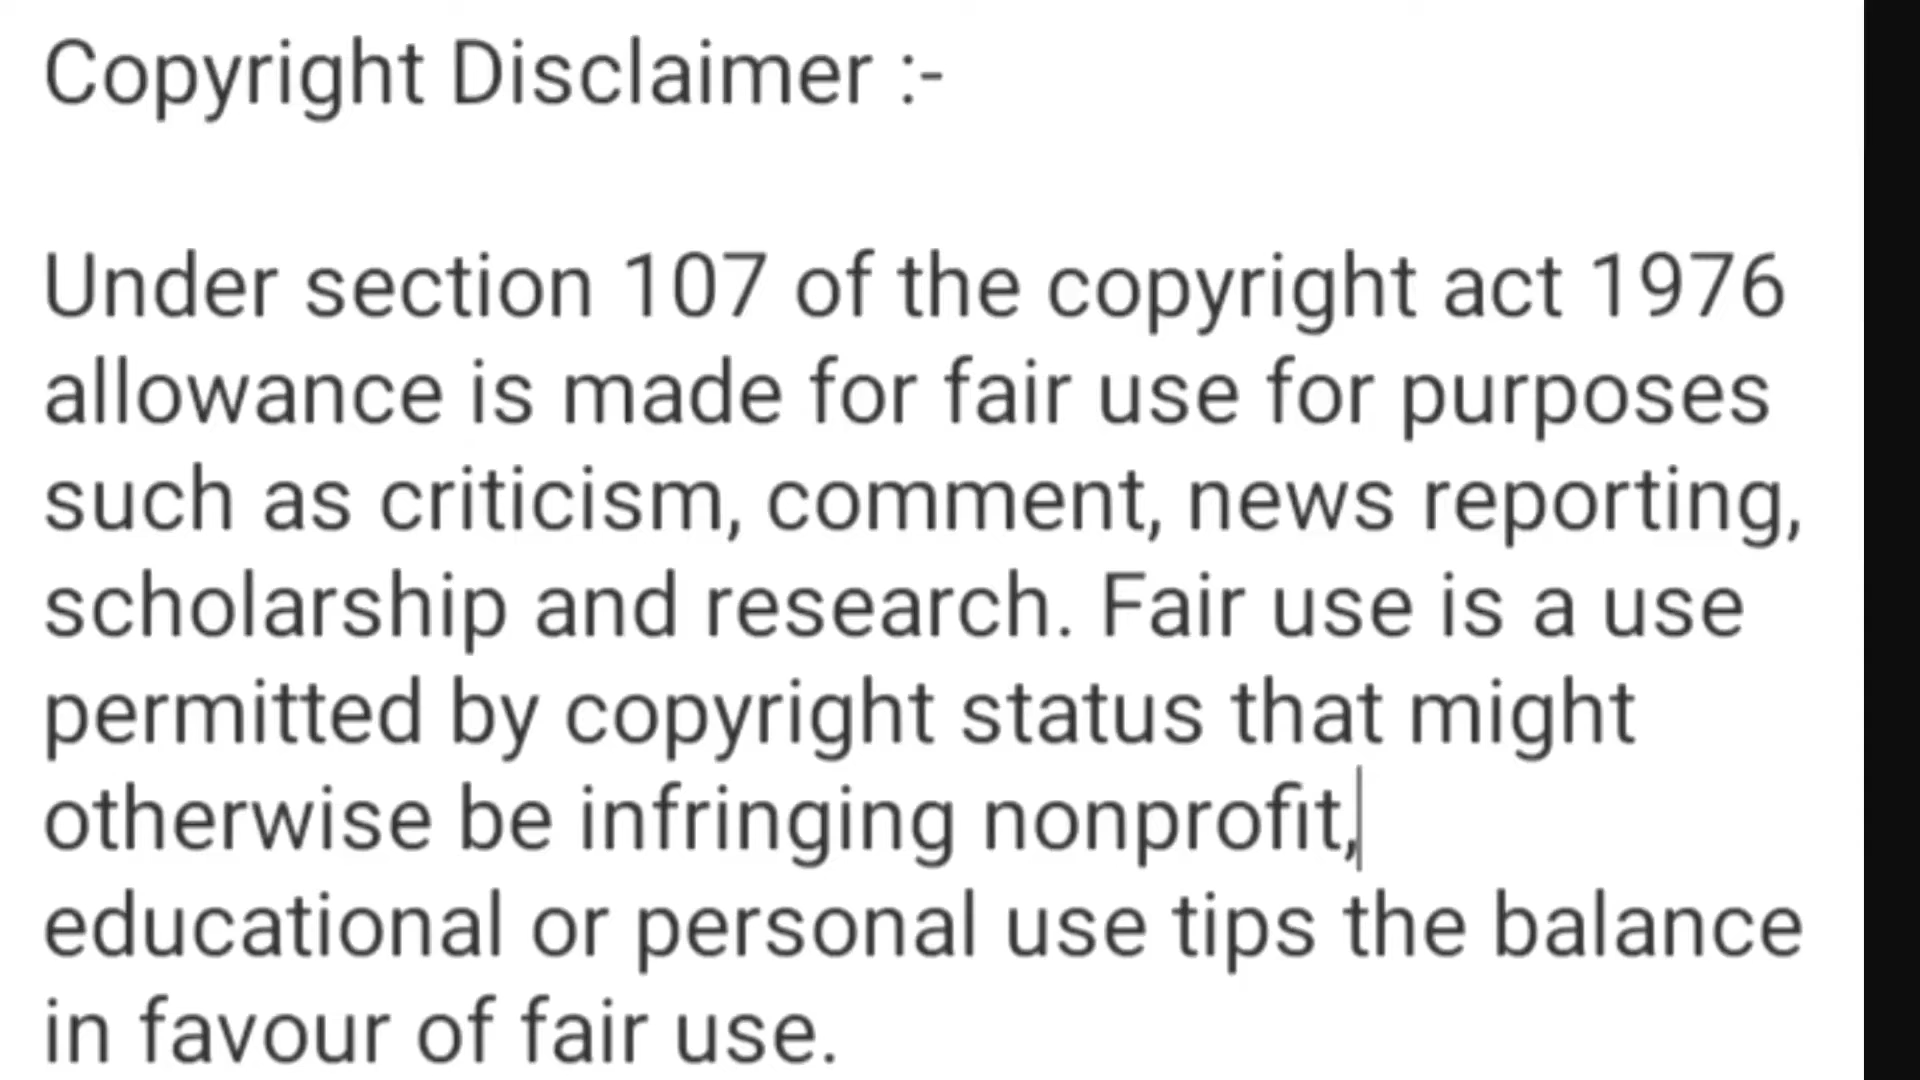 Copyright Disclaimer :-
Under section 107 of the copyright act 1976
allowance is made for fair use for purposes
such as criticism, comment, news reporting,
scholarship and research. Fair use is a use
permitted by copyright status that might
otherwise be infringing nonprofit,
educational or personal use tips the balance
in favour of fair use.